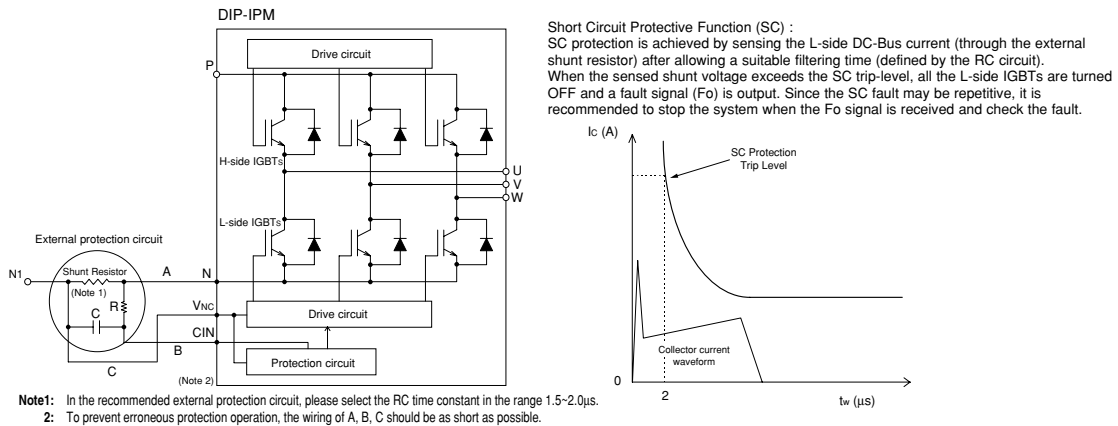 DIP-IPM
Drive circuit
P
H-side IGBTs
U
V
W
L-side IGBTs
External protection circuit
N1
Shunt Resistor
A
N
(Note 1)
R
C
VNC
Drive circuit
CIN
B
C
Protection circuit
(Note 2)
Short Circuit Protective Function (SC) :
SC protection is achieved by sensing the L-side DC-Bus current (through the external
shunt resistor) after allowing a suitable filtering time (defined by the RC circuit).
When the sensed shunt voltage exceeds the SC trip-level, all the L-side IGBTs are turned
OFF and a fault signal (Fo) is output. Since the SC fault may be repetitive, it is
recommended to stop the system when the Fo signal is received and check the fault.
Ic (A)
SC Protection
Trip Level
Collector current
waveform
0
2
tw (μs)
Note1: In the recommended external protection circuit, please select the RC time constant in the range 1.5~2.0μs.
2: To prevent erroneous protection operation, the wiring of A, B, C should be as short as possible.